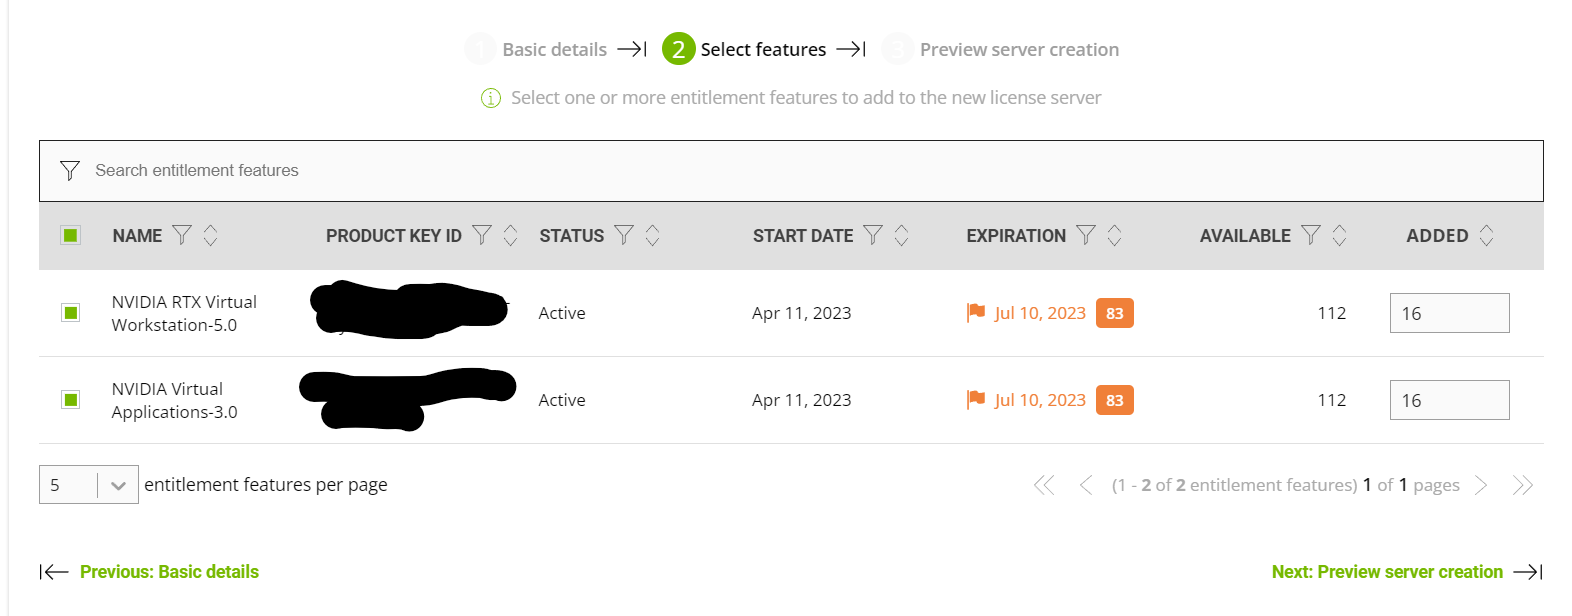 1 Basic details 2 Select features 3 Preview server creation
Select one or more entitlement features to add to the new license server
Search entitlement features
NAME PRODUCT KEY ID STATUS START DATE EXPIRATION AVAILABLE ADDED
NVIDIA RTX Virtual
Workstation-5.0
Active Apr 11, 2023 Jul 10, 2023 83 112 16
NVIDIA Virtual
Applications-3.0
Active Apr 11, 2023 Jul 10, 2023 83 112 16
5 entitlement features per page
(1 - 2 of 2 entitlement features) 1 of 1 pages
Previous: Basic details
Next: Preview server creation